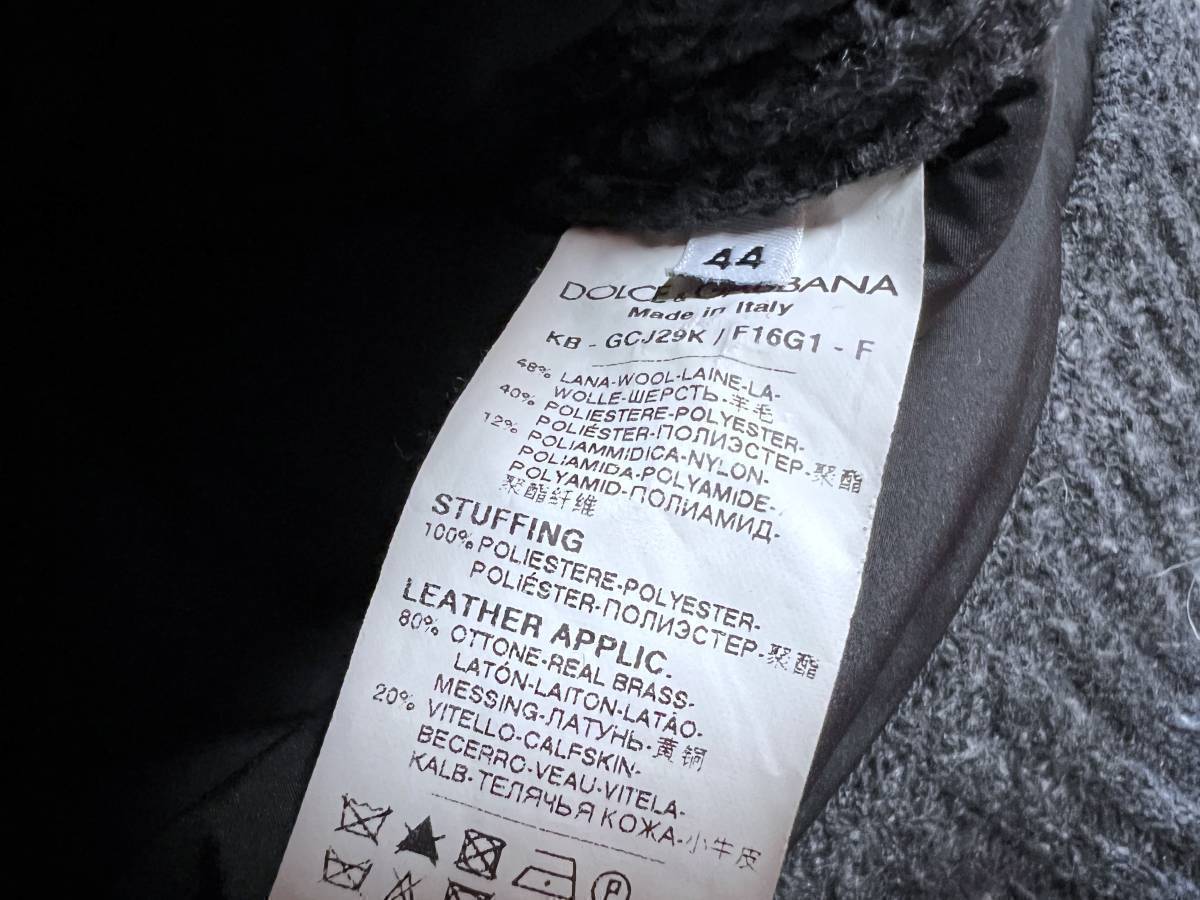 44
DOLCE & GABBANA
Made in Italy
KB - GCJ29K / F16G1 - F
48% LANA-WOOL-LAINE-LA-
WOLLE-ШЕРСТЬ-羊毛
40% POLIESTERE-POLYESTER-
POLIÉSTER-ПОЛИЭСТЕР-聚酯
12% POLIAMMIDICA-NYLON-
POLIAMIDA-POLYAMIDE-
POLYAMID-ПОЛИАМИД-
聚酯纤维
STUFFING
100% POLIESTERE-POLYESTER-
POLIÉSTER-ПОЛИЭСТЕР-聚酯
LEATHER APPLIC.
80% OTTONE-REAL BRASS-
LATÓN-LAITON-LATÃO-
MESSING-ЛАТУНЬ-黄铜
20% VITELLO-CALFSKIN-
BECERRO-VEAU-VITELA-
KALB-ТЕЛЯЧЬЯ КОЖА-小牛皮
P